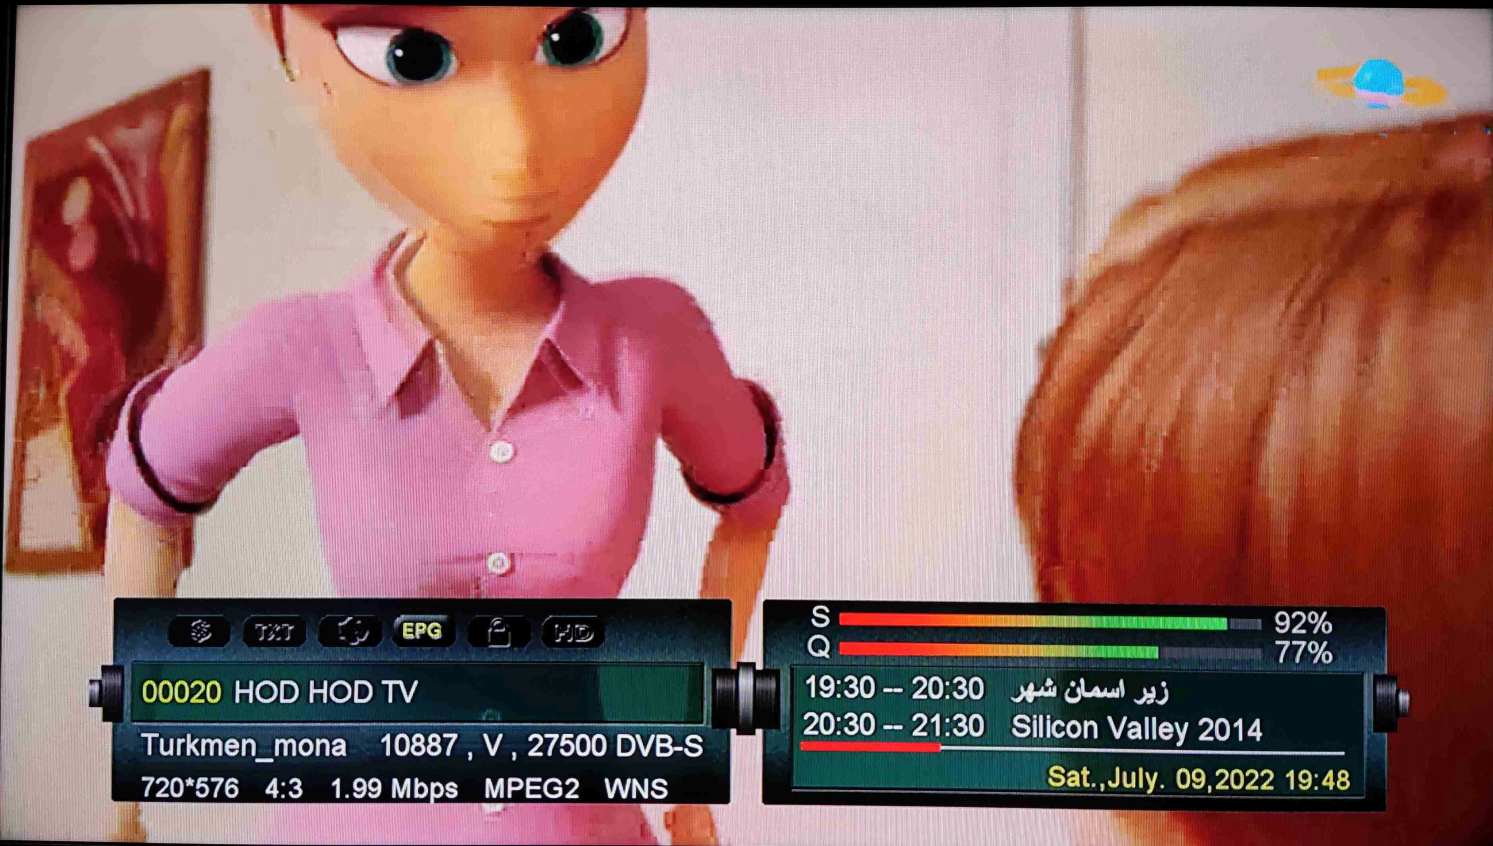 TXT EPG HD
00020 HOD HOD TV
Turkmen_mona 10887 , V , 27500 DVB-S
720*576 4:3 1.99 Mbps MPEG2 WNS
S 92%
Q 77%
19:30 -- 20:30 زیر اسمان شهر
20:30 -- 21:30 Silicon Valley 2014
Sat.,July. 09,2022 19:48